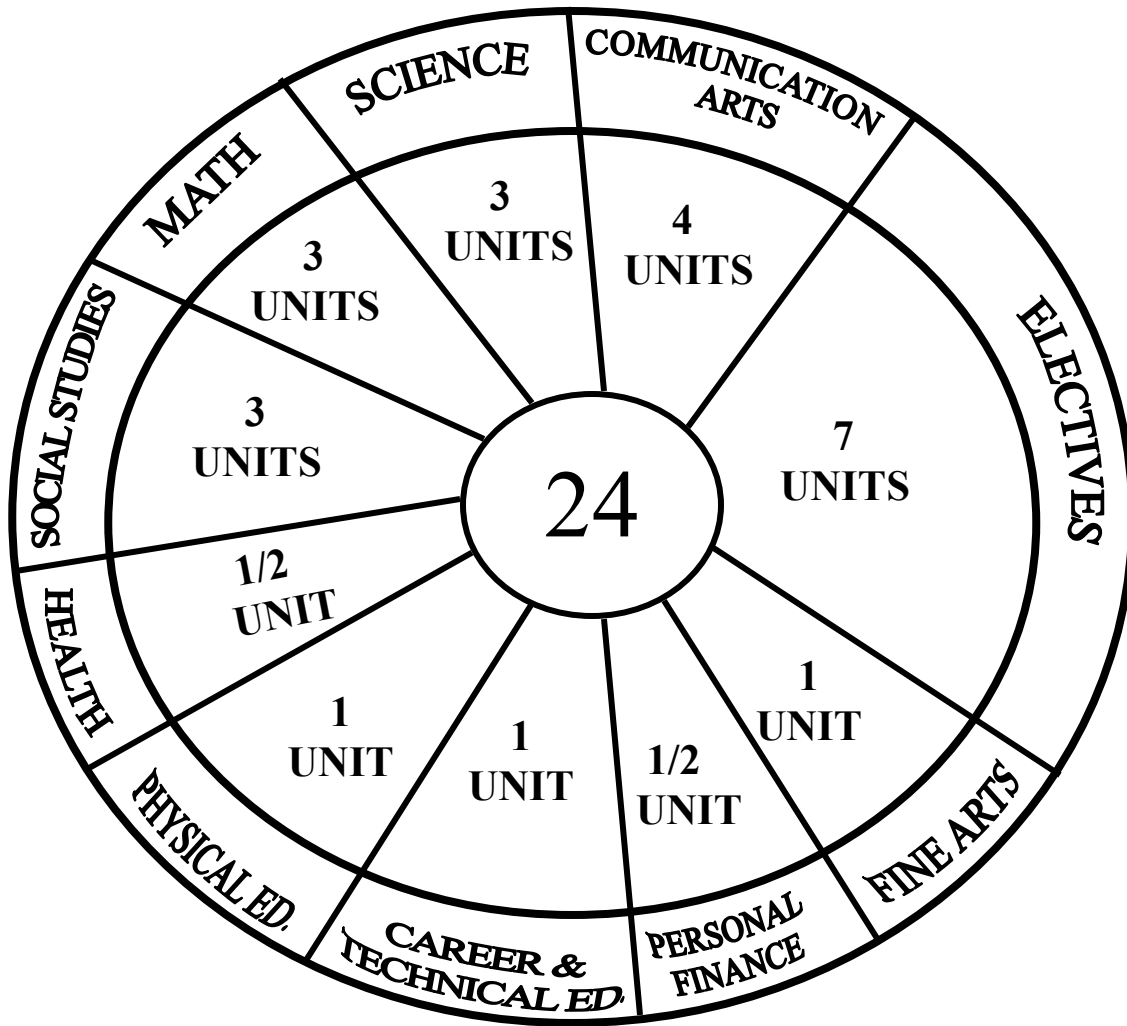 SCIENCE
3
UNITS
COMMUNICATION
ARTS
4
UNITS
ELECTIVES
7
UNITS
FINE ARTS
1
UNIT
PERSONAL
FINANCE
1/2
UNIT
CAREER &
TECHNICAL ED.
1
UNIT
PHYSICAL ED.
1
UNIT
HEALTH
1/2
UNIT
SOCIAL STUDIES
3
UNITS
MATH
3
UNITS
24